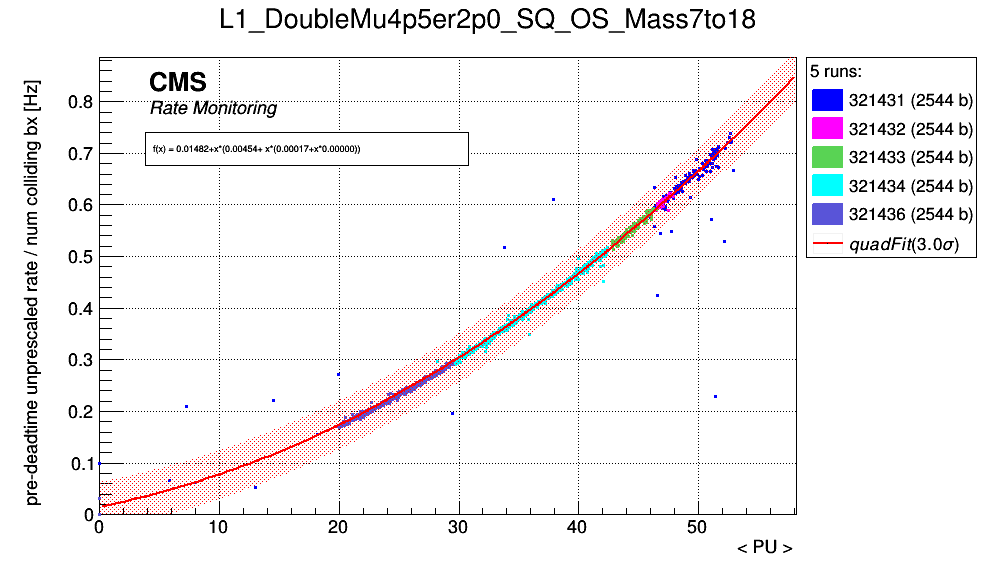 L1_DoubleMu4p5er2p0_SQ_OS_Mass7to18
CMS
Rate Monitoring
f(x) = 0.01482+x*(0.00454+ x*(0.00017+x*0.00000))
5 runs:
321431 (2544 b)
321432 (2544 b)
321433 (2544 b)
321434 (2544 b)
321436 (2544 b)
quadFit(3.0σ)
pre-deadtime unprescaled rate / num colliding bx [Hz]
0.8
0.7
0.6
0.5
0.4
0.3
0.2
0.1
0
0 10 20 30 40 50
< PU >